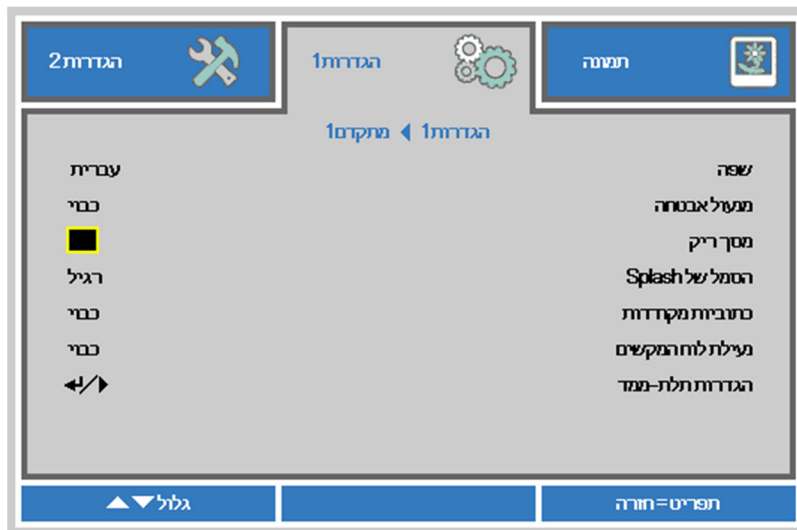 תמונה
הגדרות1
הגדרות2
הגדרות1 מתקדם1
שפה עברית
מנעול אבטחה כבוי
מסך ריק
הסמל של Splash רגיל
כתוביות מקודדות כבוי
נעילת לוח המקשים כבוי
הגדרות תלת-ממד
תפריט=חזרה
גלול